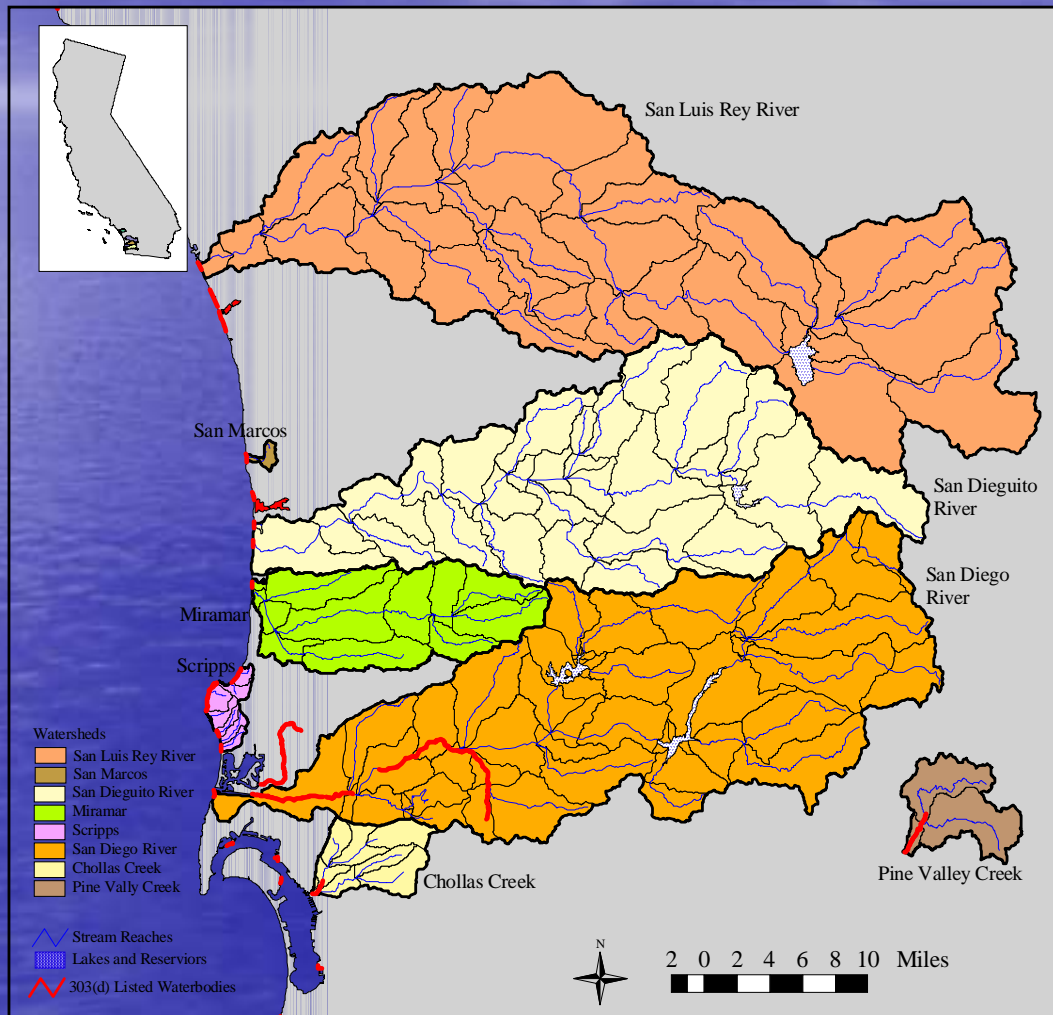 San Luis Rey River
San Marcos
San Dieguito
River
San Diego
River
Miramar
Scripps
Watersheds
San Luis Rey River
San Marcos
San Dieguito River
Miramar
Scripps
San Diego River
Chollas Creek
Pine Vally Creek
Chollas Creek
Pine Valley Creek
Stream Reaches
Lakes and Reserviors
303(d) Listed Waterbodies
N
2 0 2 4 6 8 10 Miles